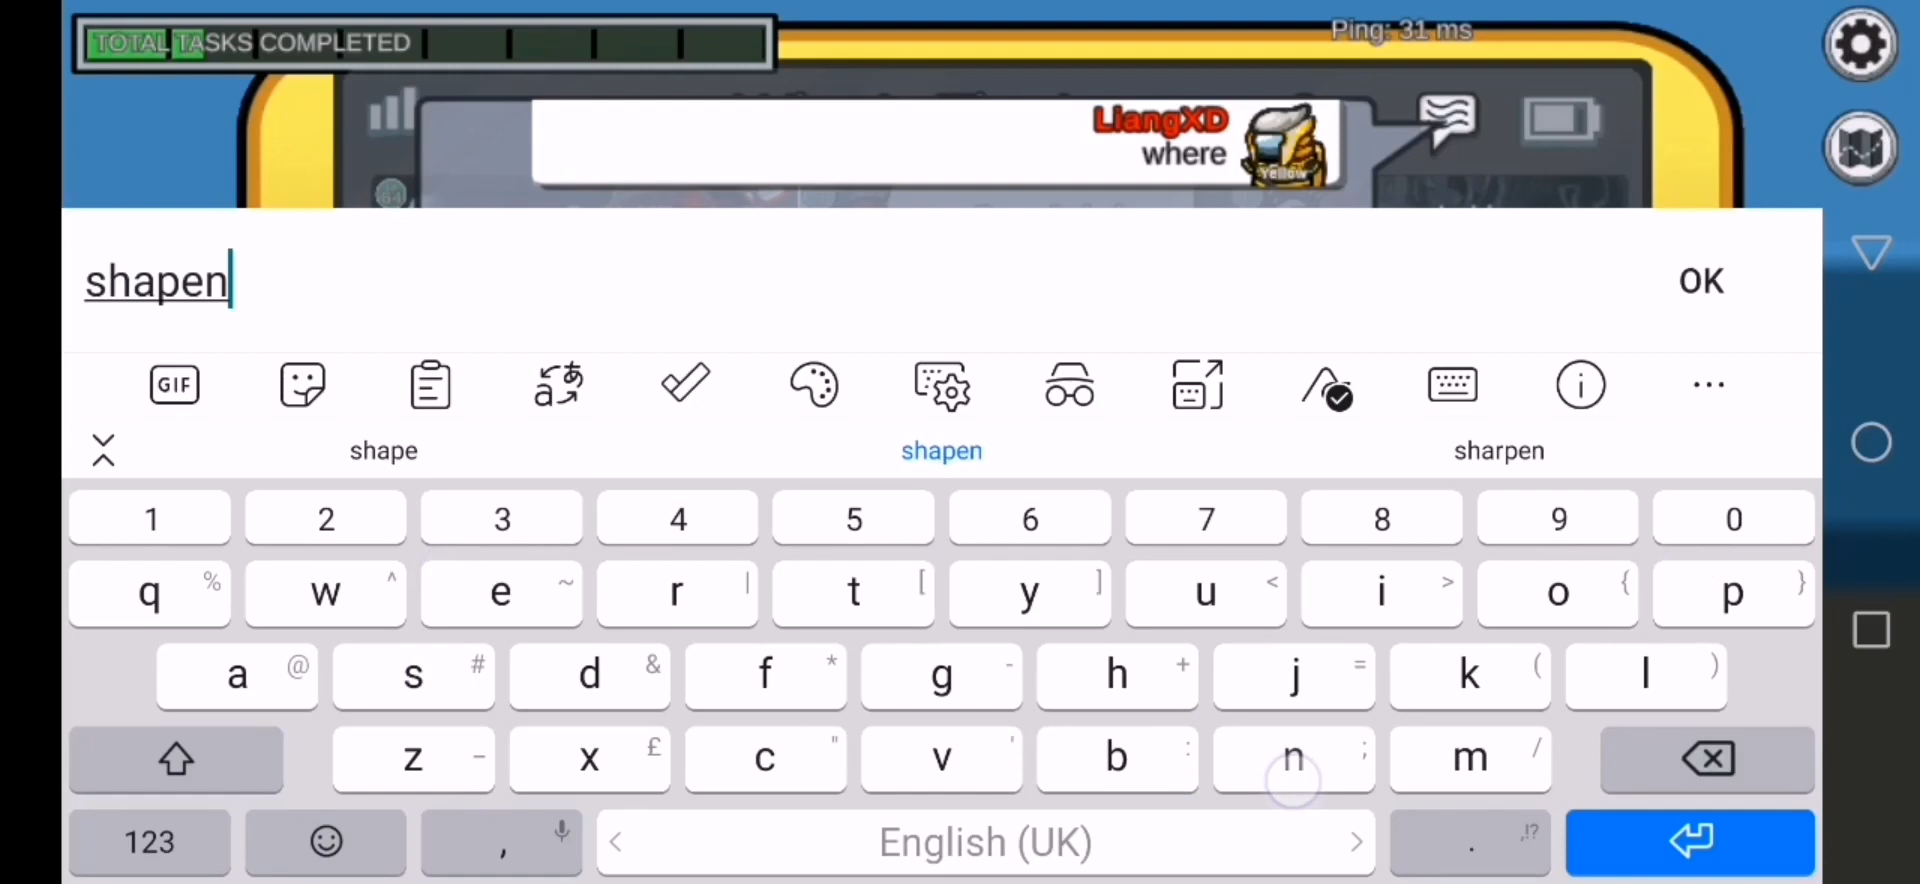 TOTAL TASKS COMPLETED
Ping: 31 ms
LiangXD
where
Yellow
shapen
OK
GIF
shape shapen sharpen
1 2 3 4 5 6 7 8 9 0
q % w ^ e ~ r | t [ y ] u < i > o { p }
a @ s # d & f * g - h + j = k ( l )
z _ x £ c " v ' b : n ; m /
123 , < English (UK) > . ,!?